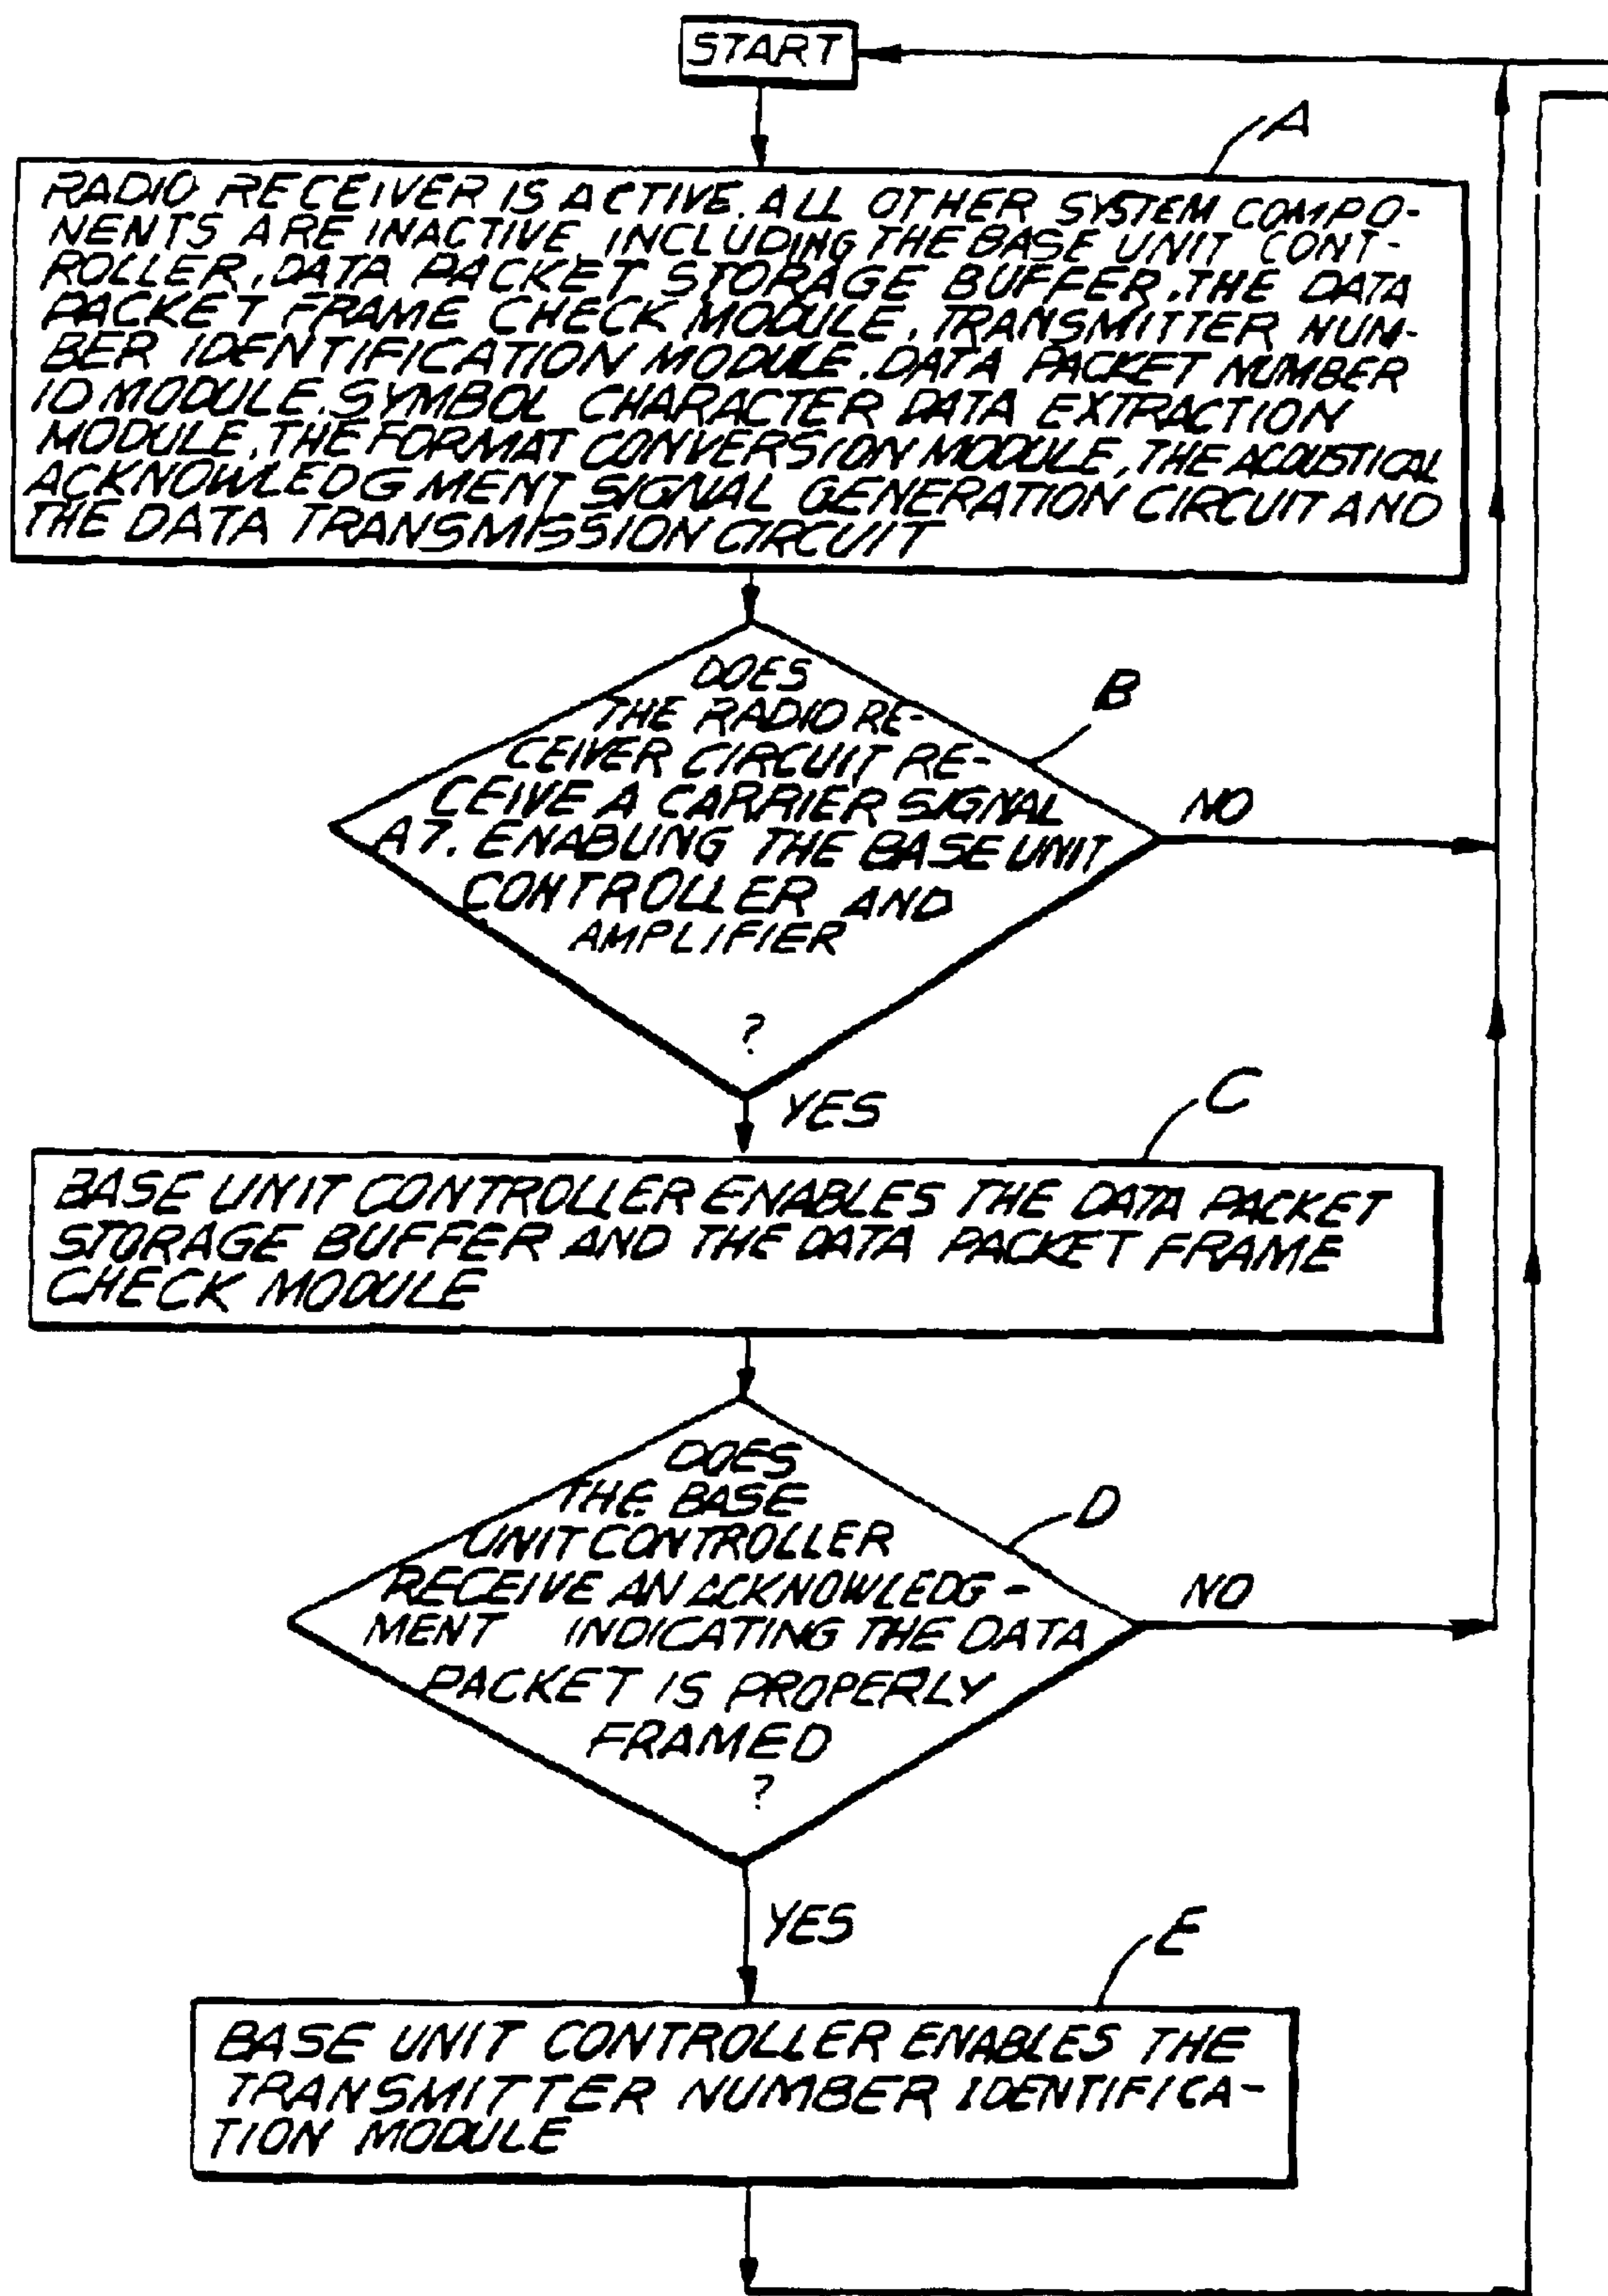 START
A
RADIO RECEIVER IS ACTIVE. ALL OTHER SYSTEM COMPO-
NENTS ARE INACTIVE, INCLUDING THE BASE UNIT CONT-
ROLLER, DATA PACKET STORAGE BUFFER, THE DATA
PACKET FRAME CHECK MODULE, TRANSMITTER NUM-
BER IDENTIFICATION MODULE, DATA PACKET NUMBER
ID MODULE, SYMBOL CHARACTER DATA EXTRACTION
MODULE, THE FORMAT CONVERSION MODULE, THE ACOUSTICAL
ACKNOWLEDGMENT SIGNAL GENERATION CIRCUIT AND
THE DATA TRANSMISSION CIRCUIT
B
DOES
THE RADIO RE-
CEIVER CIRCUIT RE-
CEIVE A CARRIER SIGNAL
A7. ENABLING THE BASE UNIT
CONTROLLER AND
AMPLIFIER
?
NO
YES
C
BASE UNIT CONTROLLER ENABLES THE DATA PACKET
STORAGE BUFFER AND THE DATA PACKET FRAME
CHECK MODULE
DOES
THE BASE
D
UNIT CONTROLLER
RECEIVE AN ACKNOWLEDG-
MENT INDICATING THE DATA
PACKET IS PROPERLY
FRAMED
?
NO
YES
E
BASE UNIT CONTROLLER ENABLES THE
TRANSMITTER NUMBER IDENTIFICA-
TION MODULE